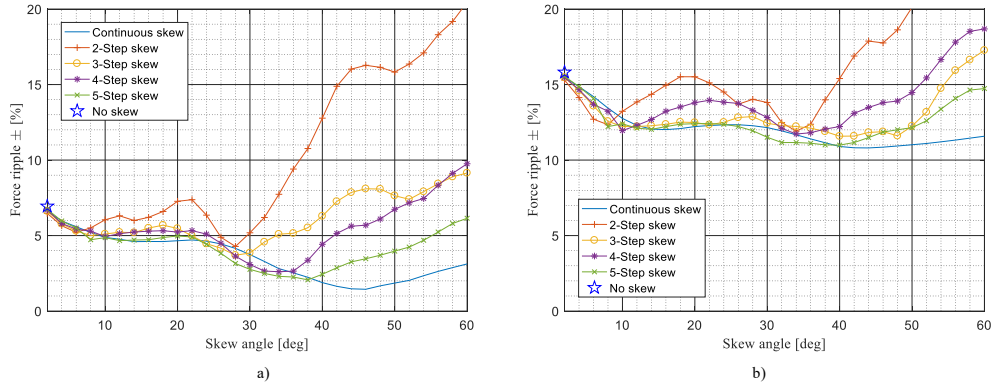 20
15
10
5
0
Force ripple ± [%]
Continuous skew
2-Step skew
3-Step skew
4-Step skew
5-Step skew
No skew
10 20 30 40 50 60
Skew angle [deg]
a)
20
15
10
5
0
Force ripple ± [%]
Continuous skew
2-Step skew
3-Step skew
4-Step skew
5-Step skew
No skew
10 20 30 40 50 60
Skew angle [deg]
b)